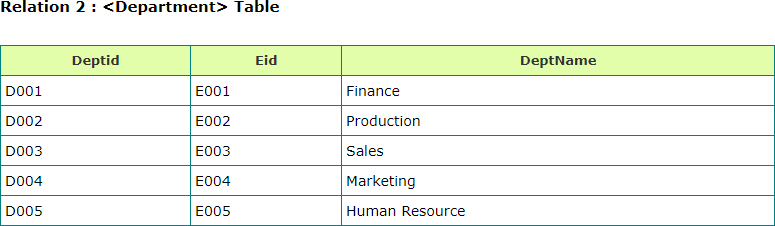 Relation 2 : <Department> Table
Deptid Eid DeptName
D001 E001 Finance
D002 E002 Production
D003 E003 Sales
D004 E004 Marketing
D005 E005 Human Resource